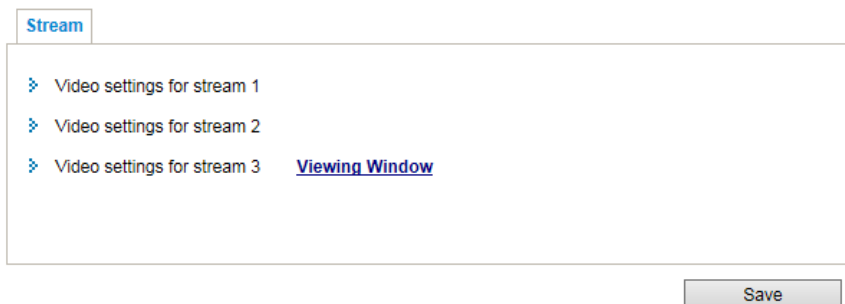 Stream
Video settings for stream 1
Video settings for stream 2
Video settings for stream 3 Viewing Window
Save